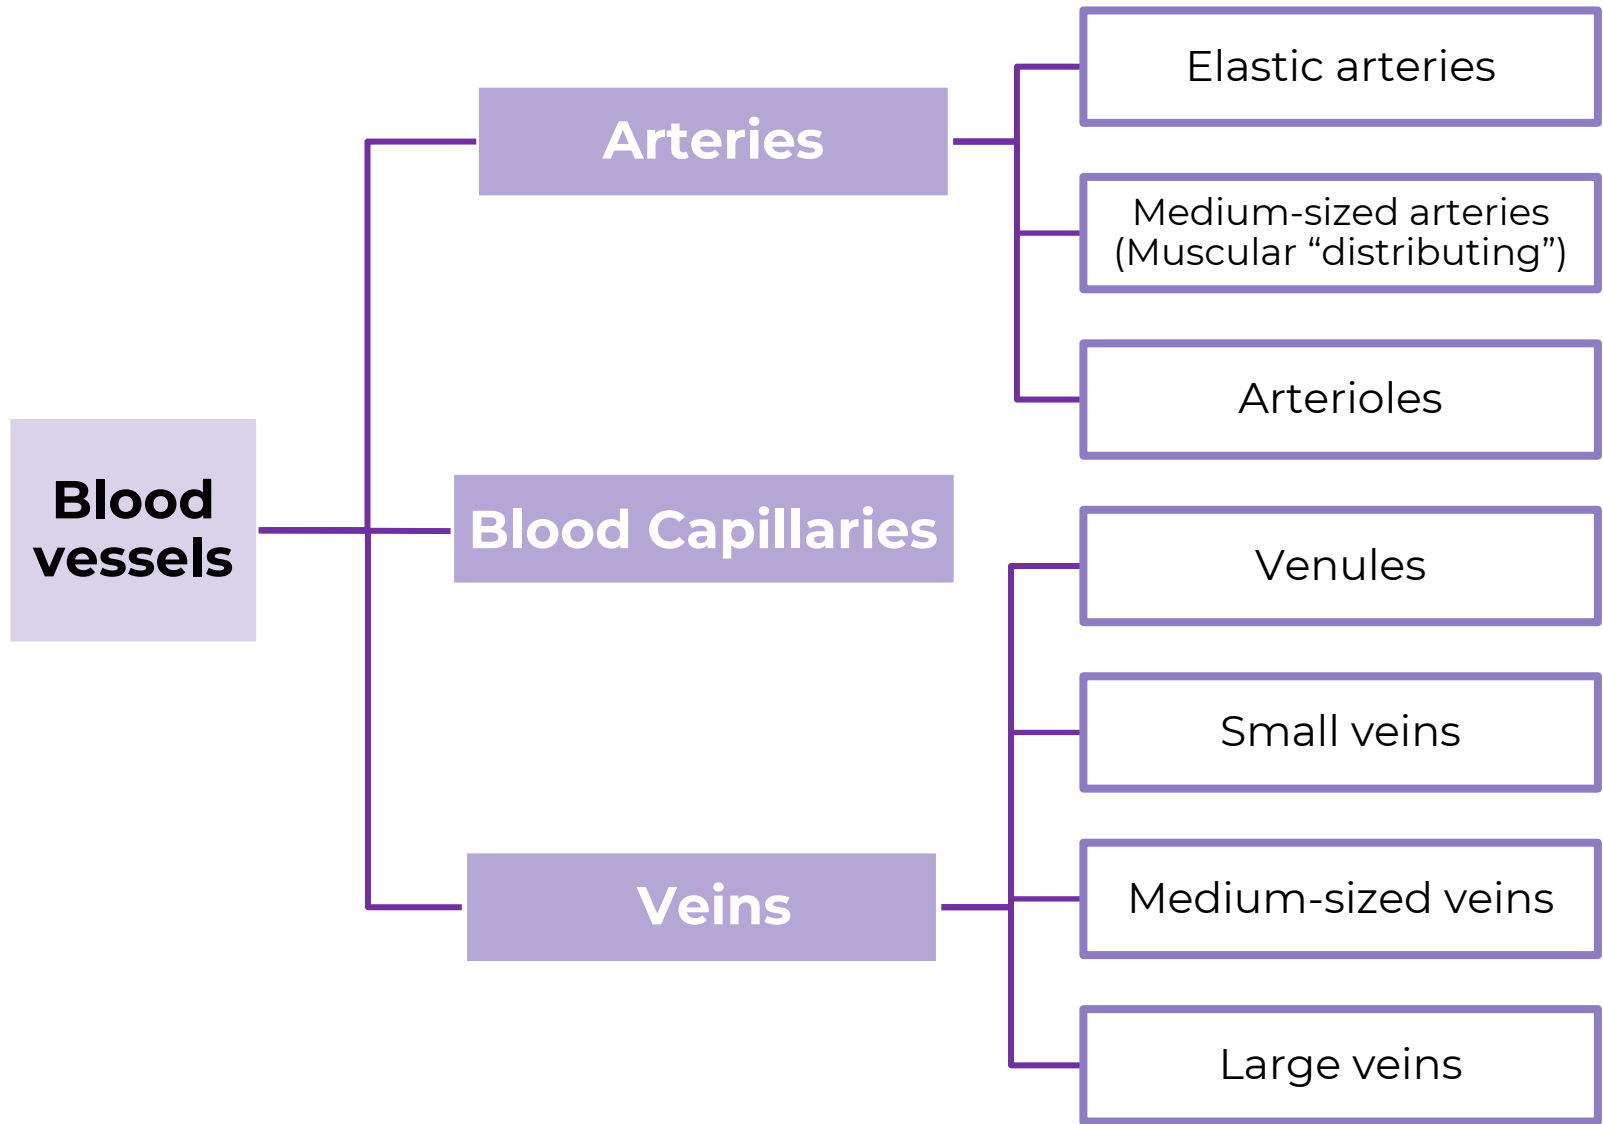 Blood
vessels
Arteries
Elastic arteries
Medium-sized arteries
(Muscular “distributing”)
Arterioles
Blood Capillaries
Veins
Venules
Small veins
Medium-sized veins
Large veins